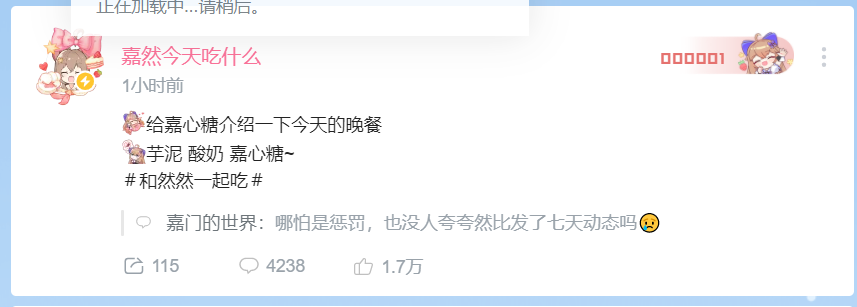 正在加载中...请稍后。
嘉然今天吃什么
000001
1小时前
给嘉心糖介绍一下今天的晚餐
芋泥 酸奶 嘉心糖~
#和然然一起吃#
嘉门的世界：哪怕是惩罚，也没人夸夸然比发了七天动态吗😢
115 4238 1.7万